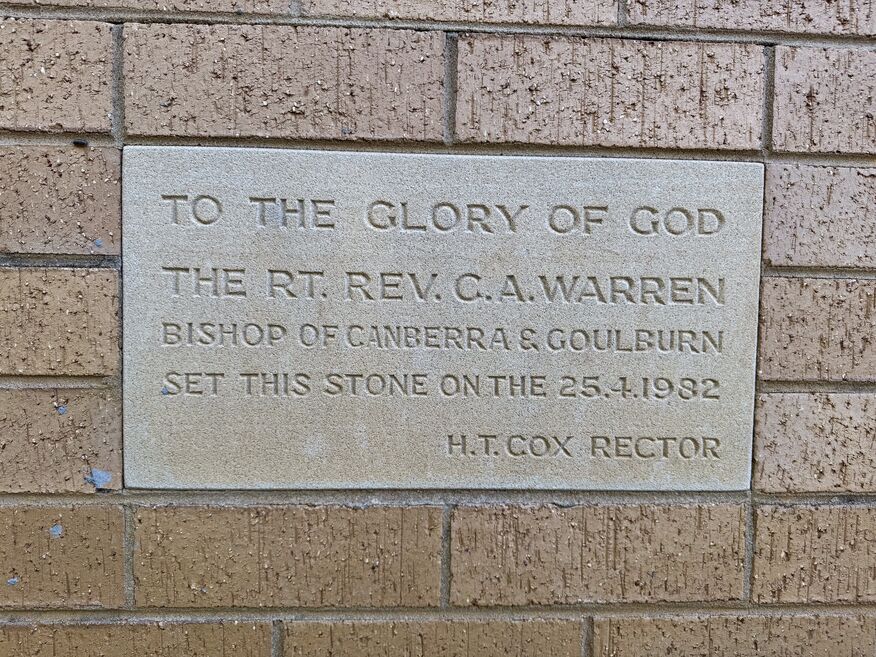 TO THE GLORY OF GOD
THE RT. REV. C.A. WARREN
BISHOP OF CANBERRA & GOULBURN
SET THIS STONE ON THE 25.4.1982
H.T. COX RECTOR